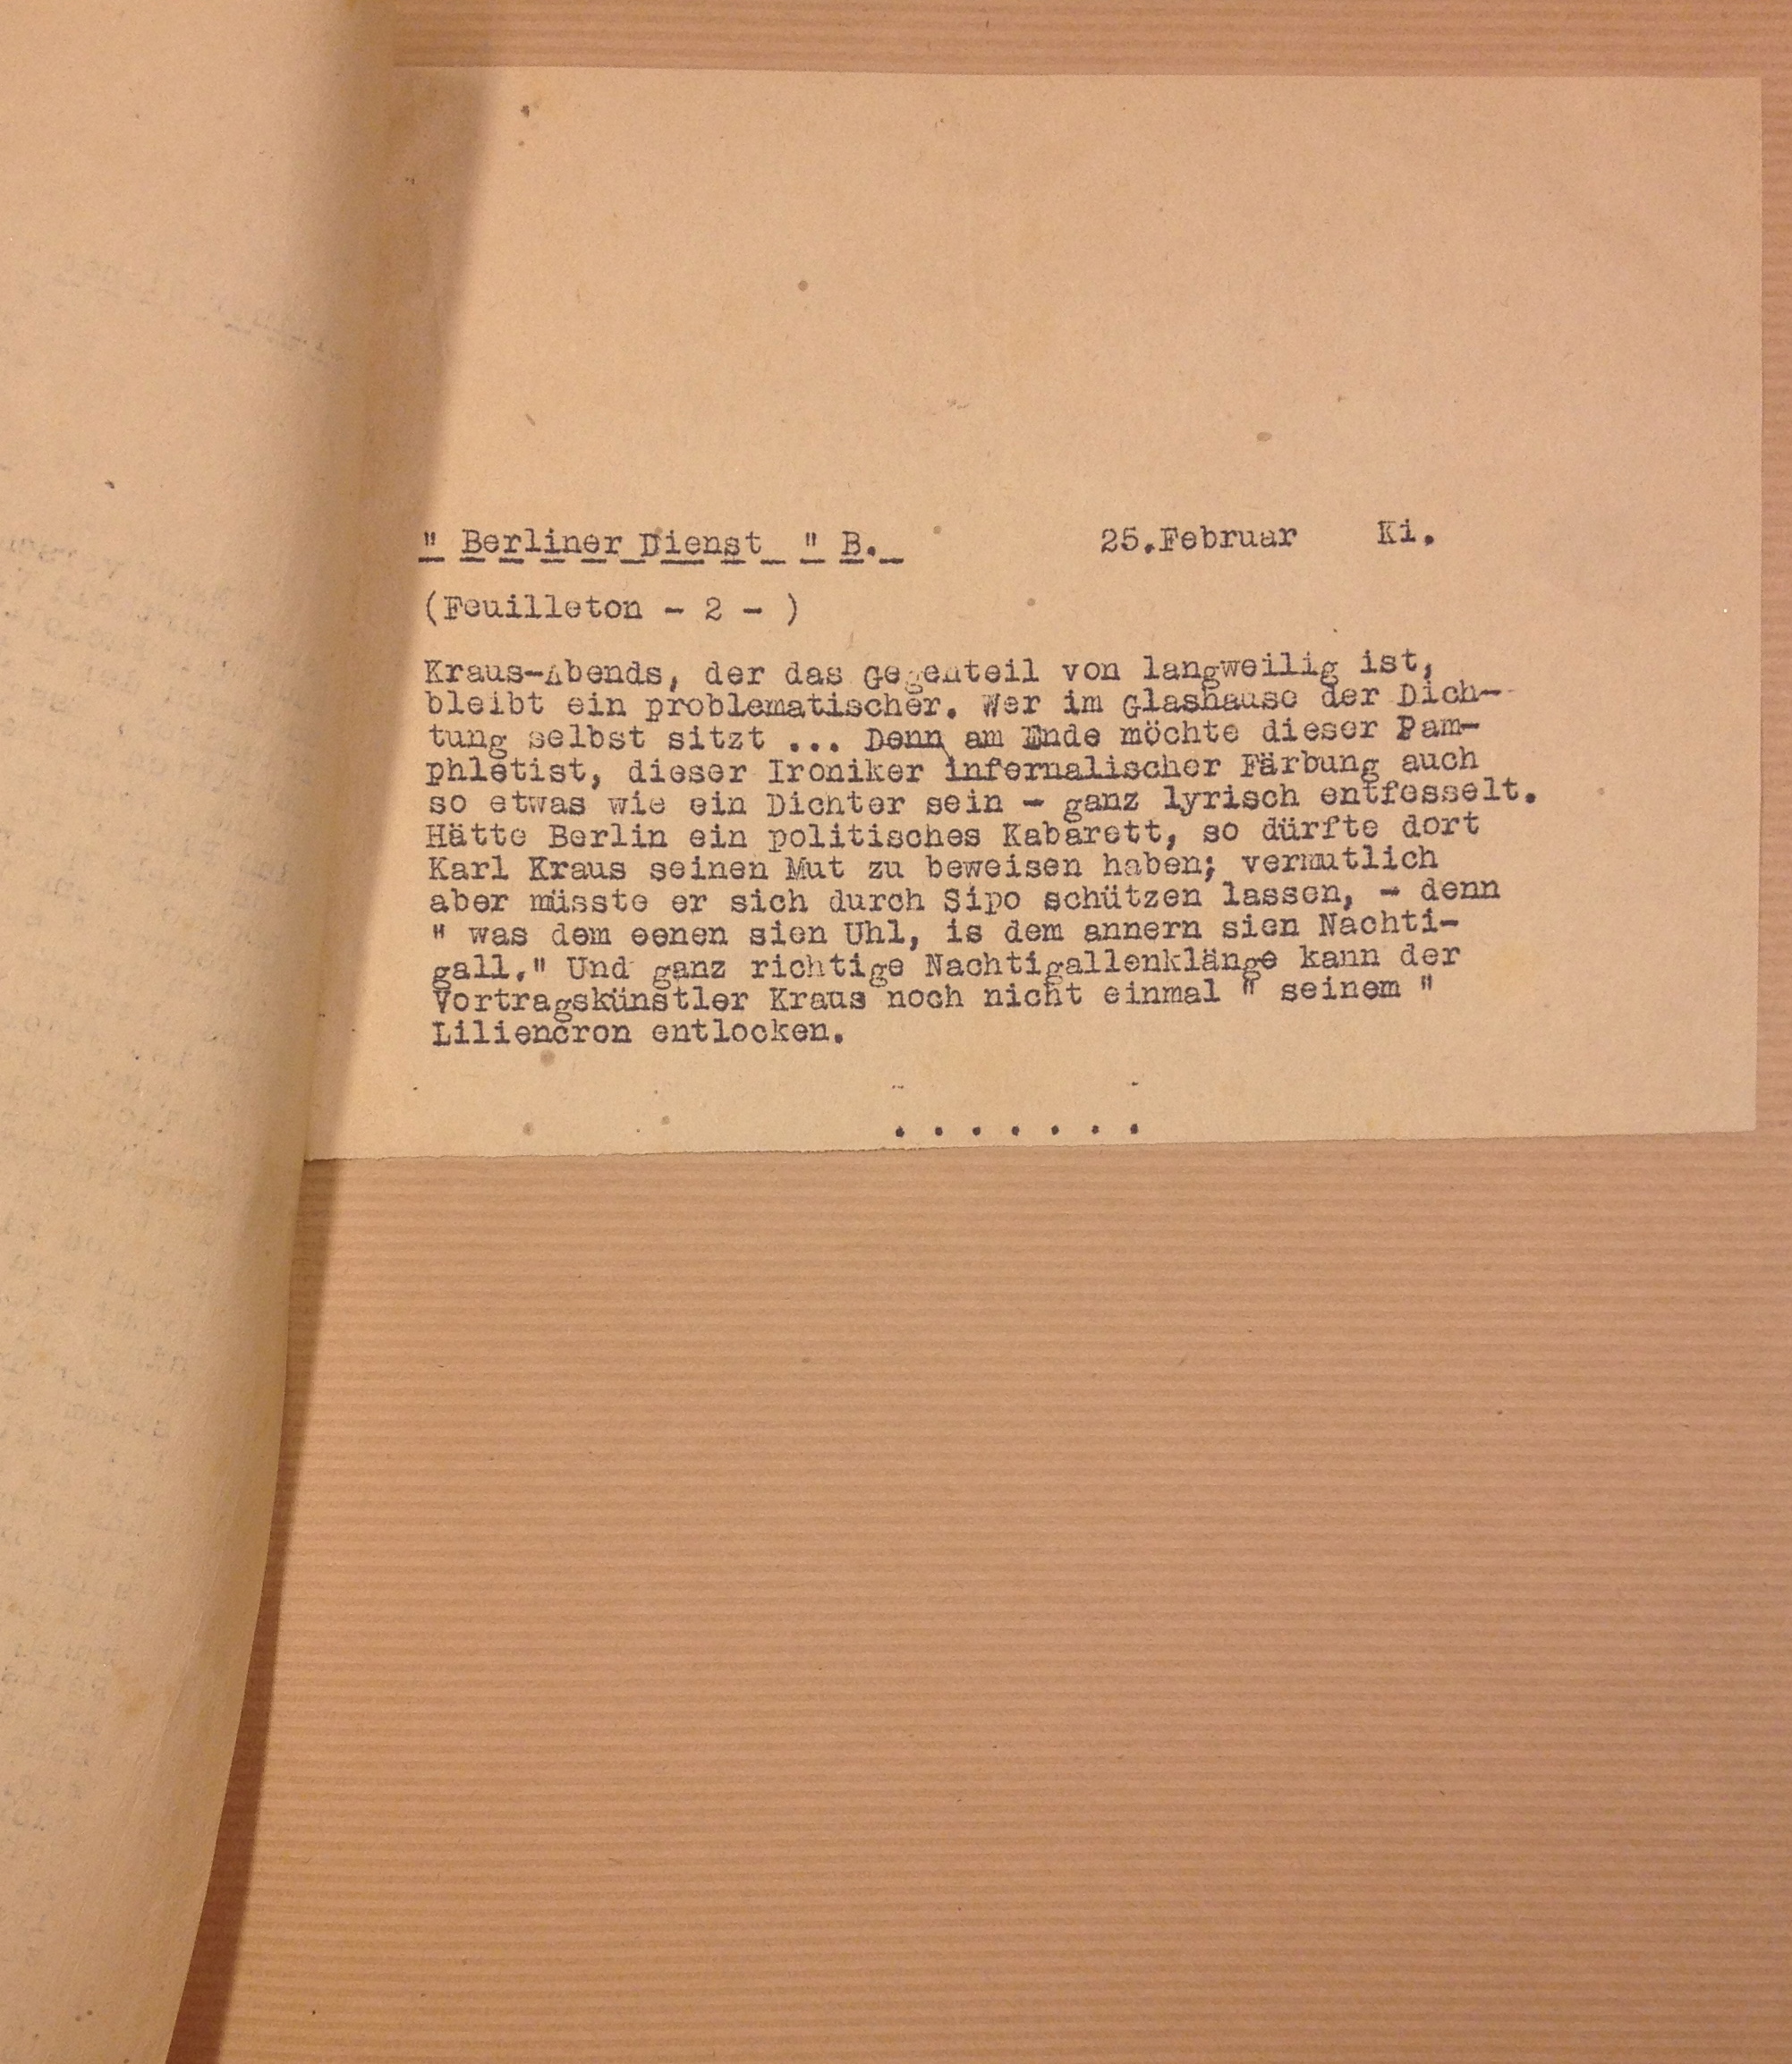 " Berliner Dienst " B. 25.Februar Ki.
(Feuilleton - 2 - )
Kraus-Abends, der das Gegenteil von langweilig ist,
bleibt ein problematischer. Wer im Glashause der Dich-
tung selbst sitzt ... Denn am Ende möchte dieser Pam-
phletist, dieser Ironiker infernalischer Färbung auch
so etwas wie ein Dichter sein - ganz lyrisch entfesselt.
Hätte Berlin ein politisches Kabarett, so dürfte dort
Karl Kraus seinen Mut zu beweisen haben; vermutlich
aber müsste er sich durch Sipo schützen lassen, - denn
" was dem eenen sien Uhl, is dem annern sien Nachti-
gall." Und ganz richtige Nachtigallenklänge kann der
Vortragskünstler Kraus noch nicht einmal " seinem "
Liliencron entlocken.
. . . . . . .